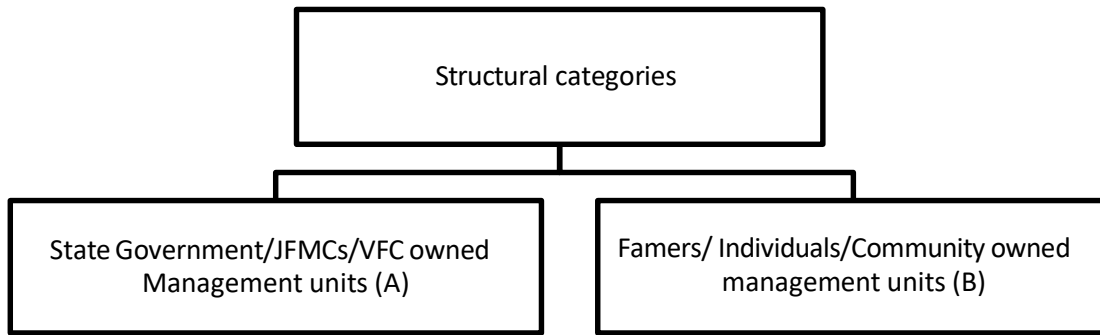 Structural categories
State Government/JFMCs/VFC owned
Management units (A)
Famers/ Individuals/Community owned
management units (B)